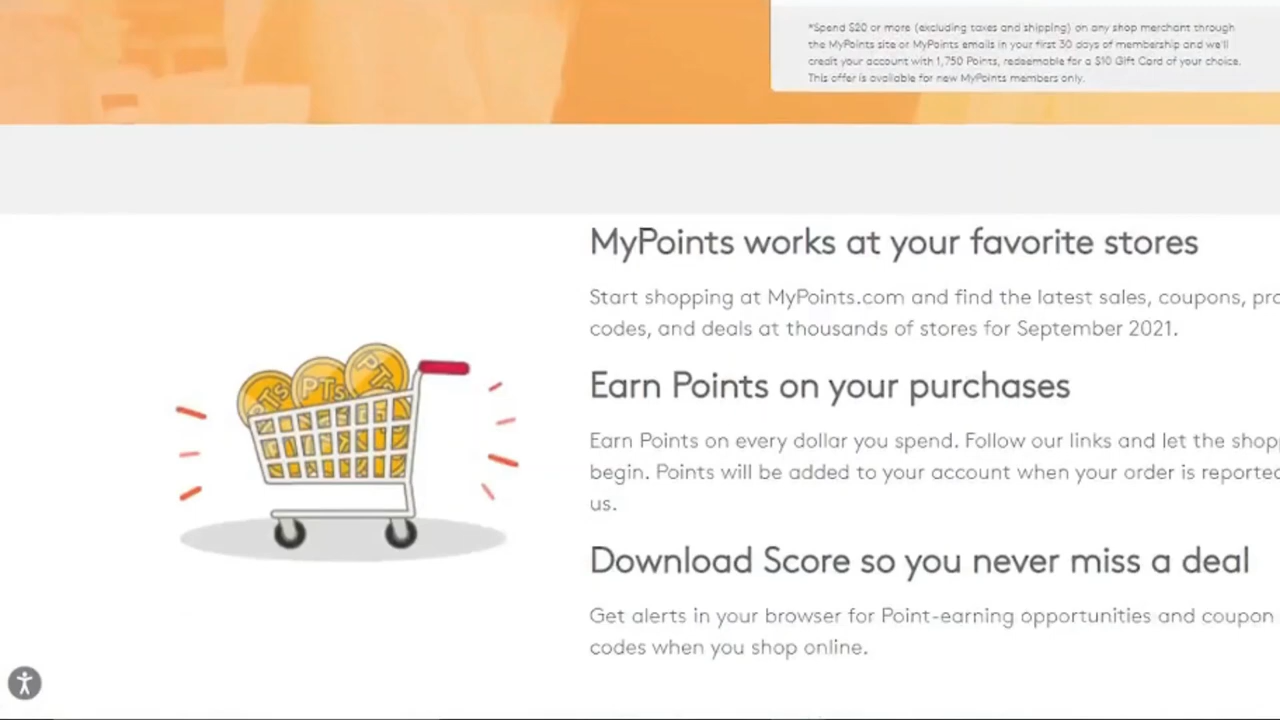 *Spend $20 or more (excluding taxes and shipping) on any shop merchant through
the MyPoints site or MyPoints emails in your first 30 days of membership and we'll
credit your account with 1,750 Points, redeemable for a $10 Gift Card of your choice.
This offer is available for new MyPoints members only.
MyPoints works at your favorite stores
Start shopping at MyPoints.com and find the latest sales, coupons,
codes, and deals at thousands of stores for September 2021.
Earn Points on your purchases
Earn Points on every dollar you spend. Follow our links and let the
begin. Points will be added to your account when your order is reported
us.
Download Score so you never miss a deal
Get alerts in your browser for Point-earning opportunities and coupon
codes when you shop online.
PTs
PTs
PTs